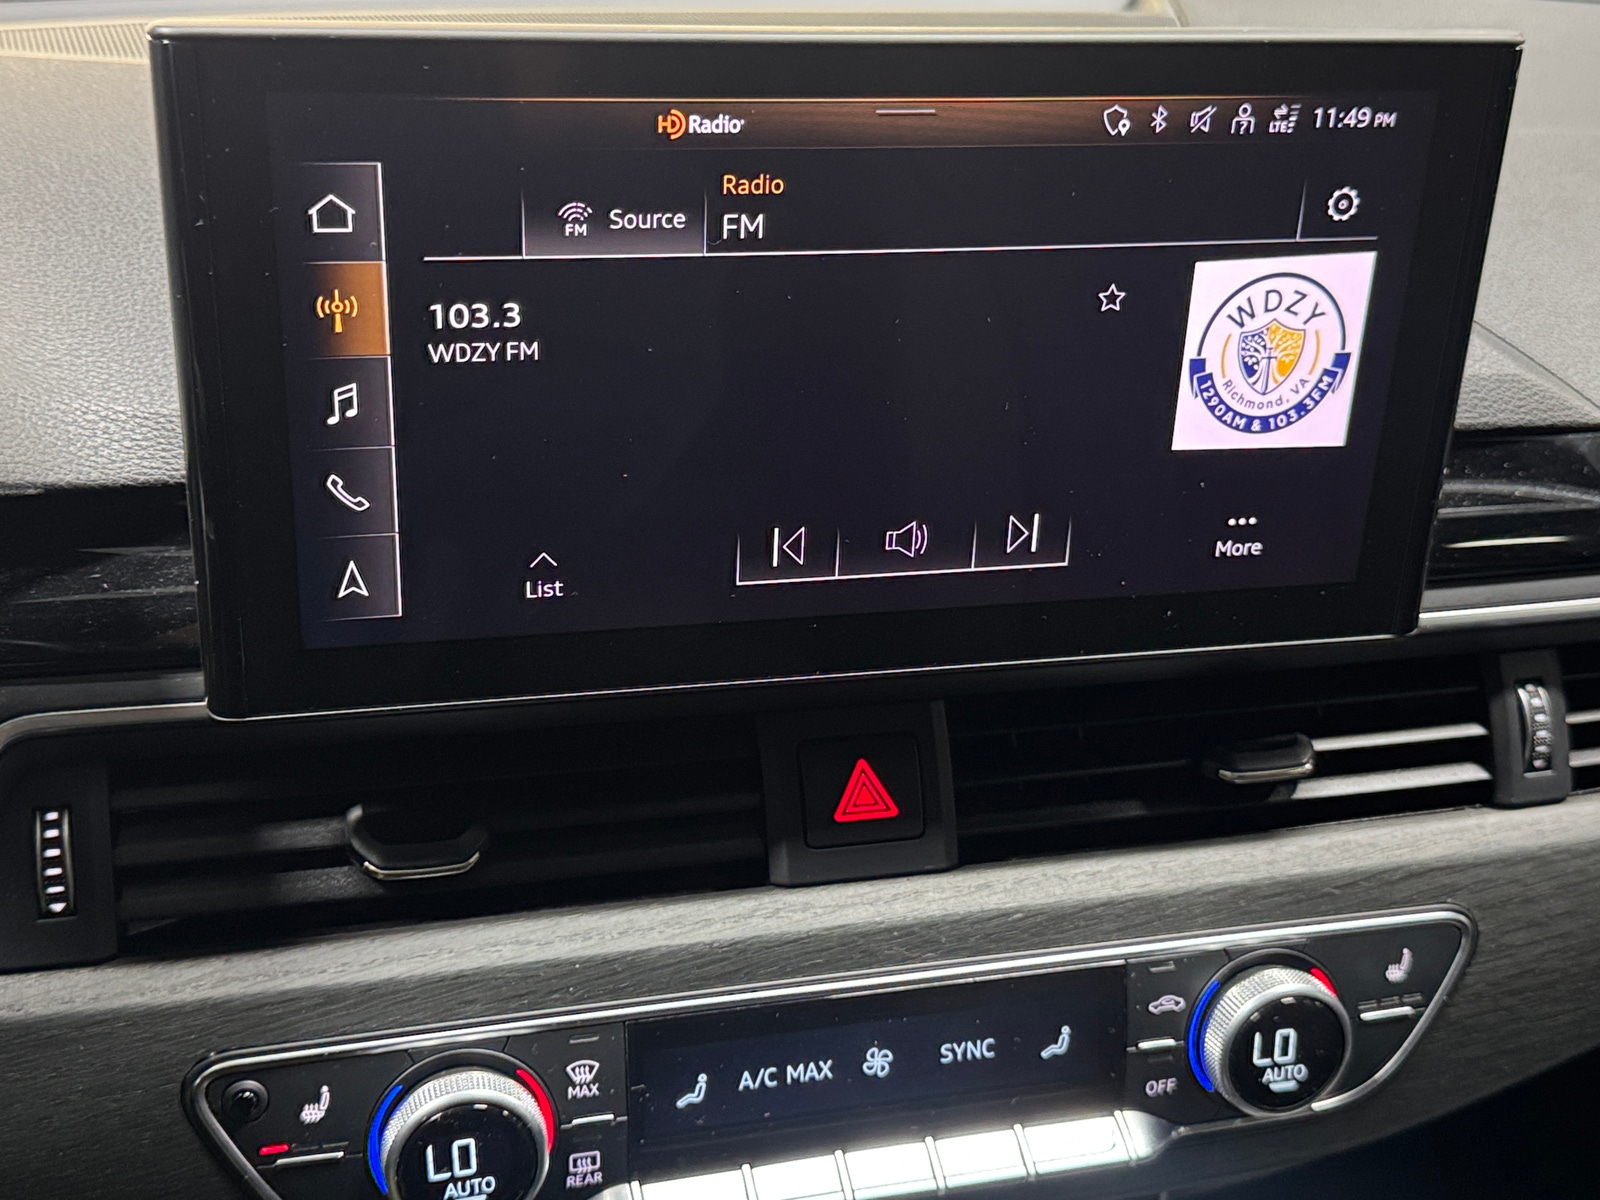 HD Radio
LTE 11:49 PM
Radio
FM Source
FM
103.3
WDZY FM
WDZY
Richmond, VA
1290AM & 103.3FM
List
More
MAX
A/C MAX
SYNC
OFF
LO
AUTO
LO
AUTO
REAR